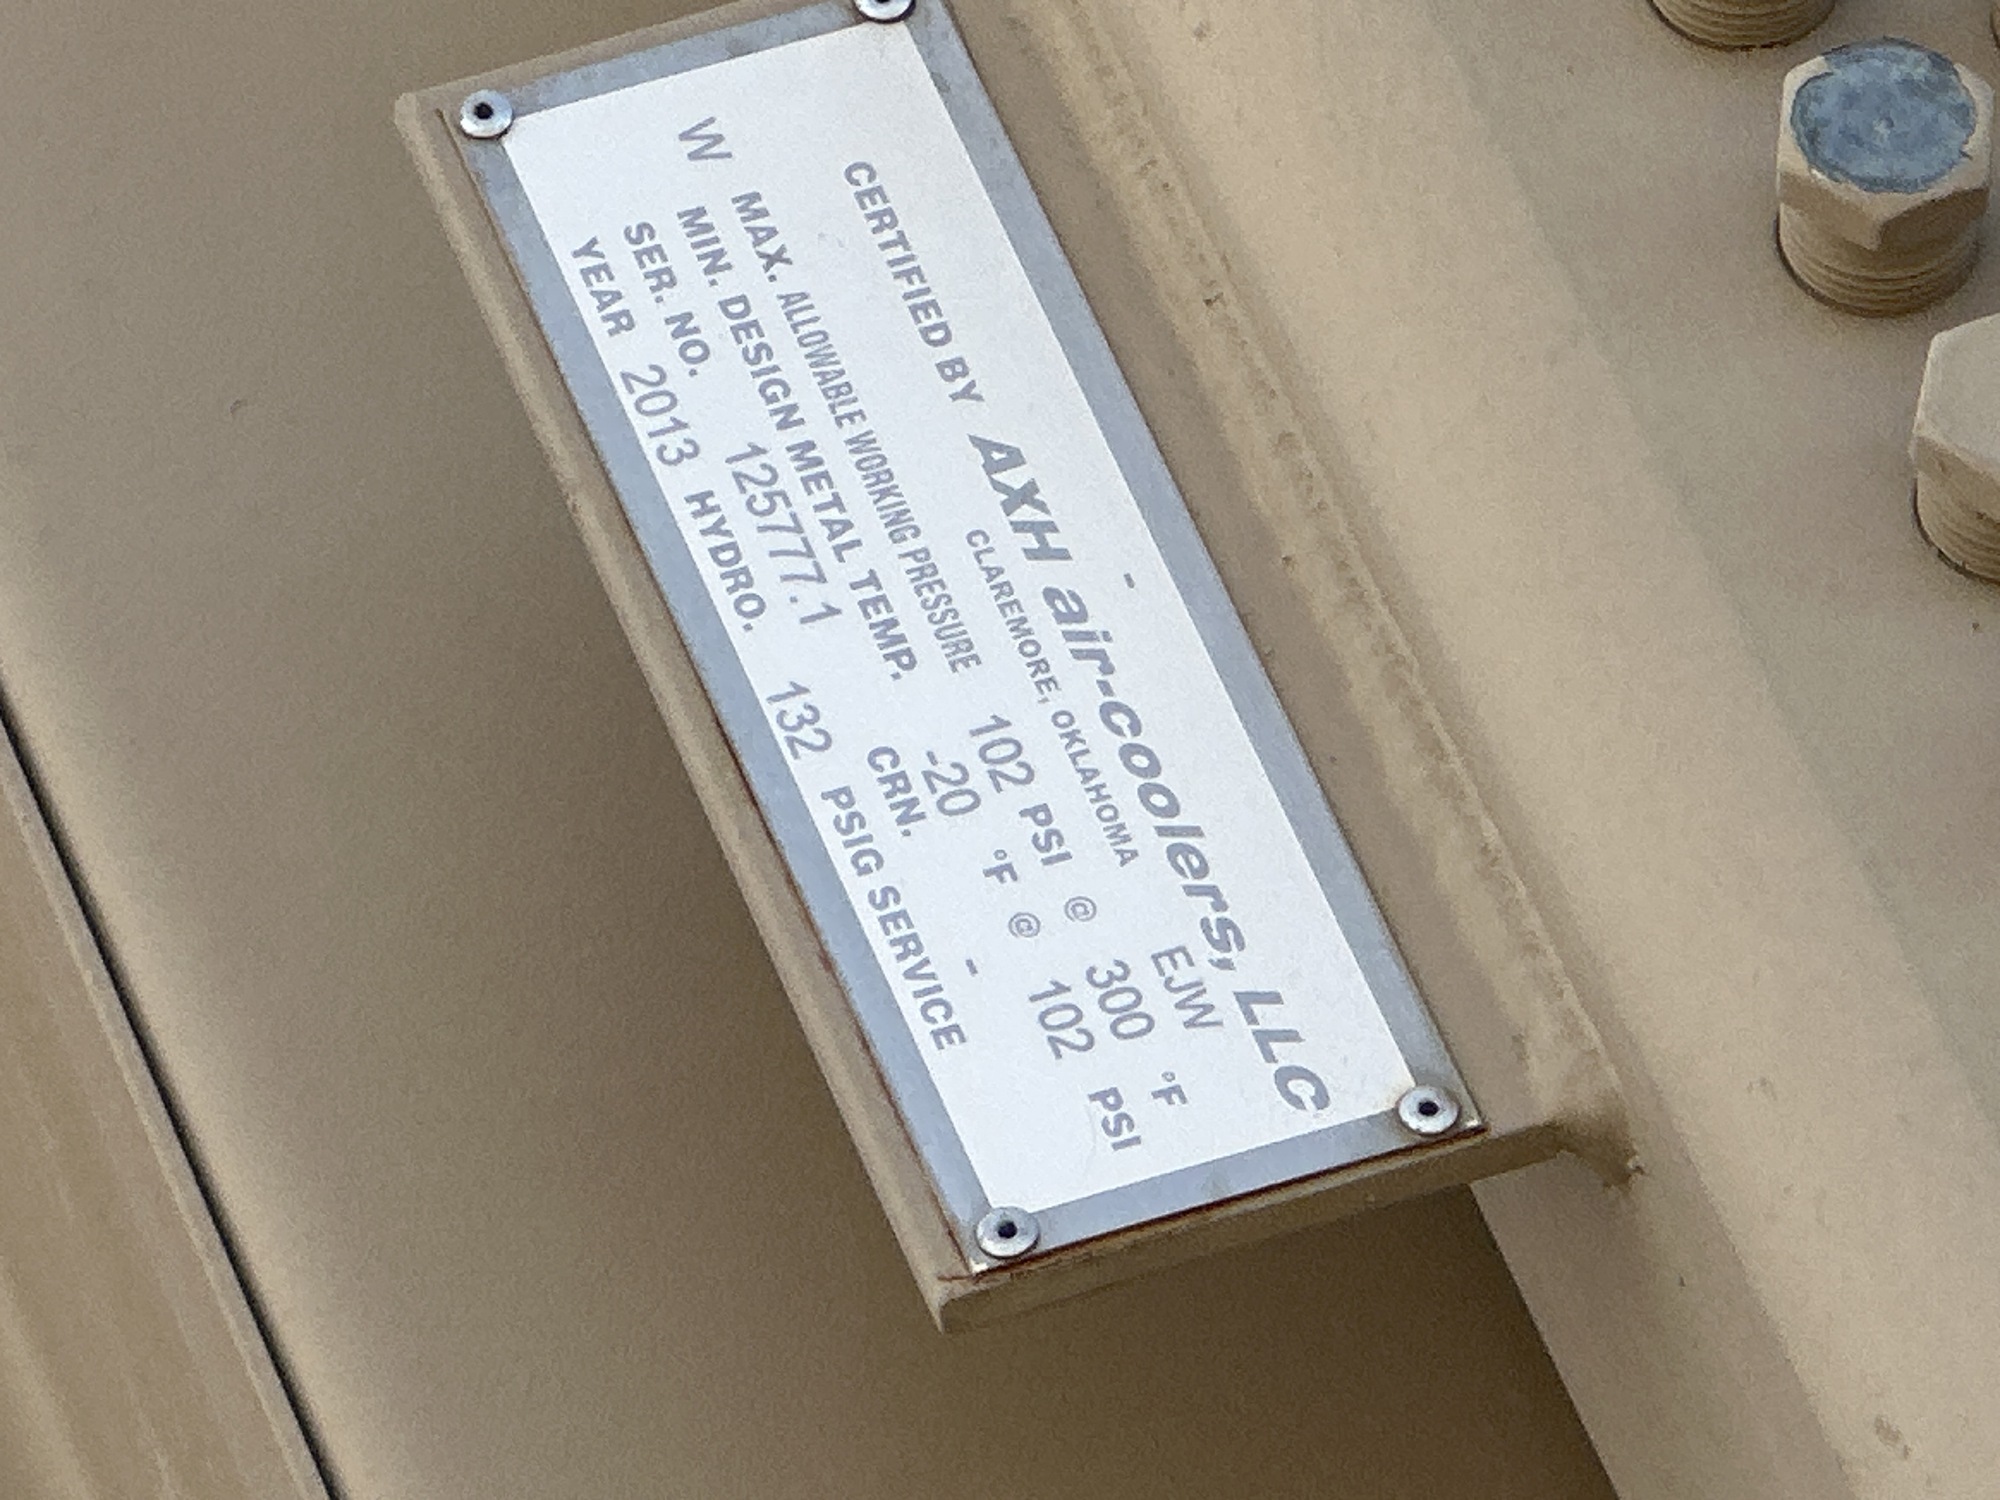 -
CERTIFIED BY AXH air-coolers, LLC
CLAREMORE, OKLAHOMA EJW
W MAX. ALLOWABLE WORKING PRESSURE 102 PSI @ 300 °F
MIN. DESIGN METAL TEMP. -20 °F @ 102 PSI
SER. NO. 125777.1 CRN. -
YEAR 2013 HYDRO. 132 PSIG SERVICE